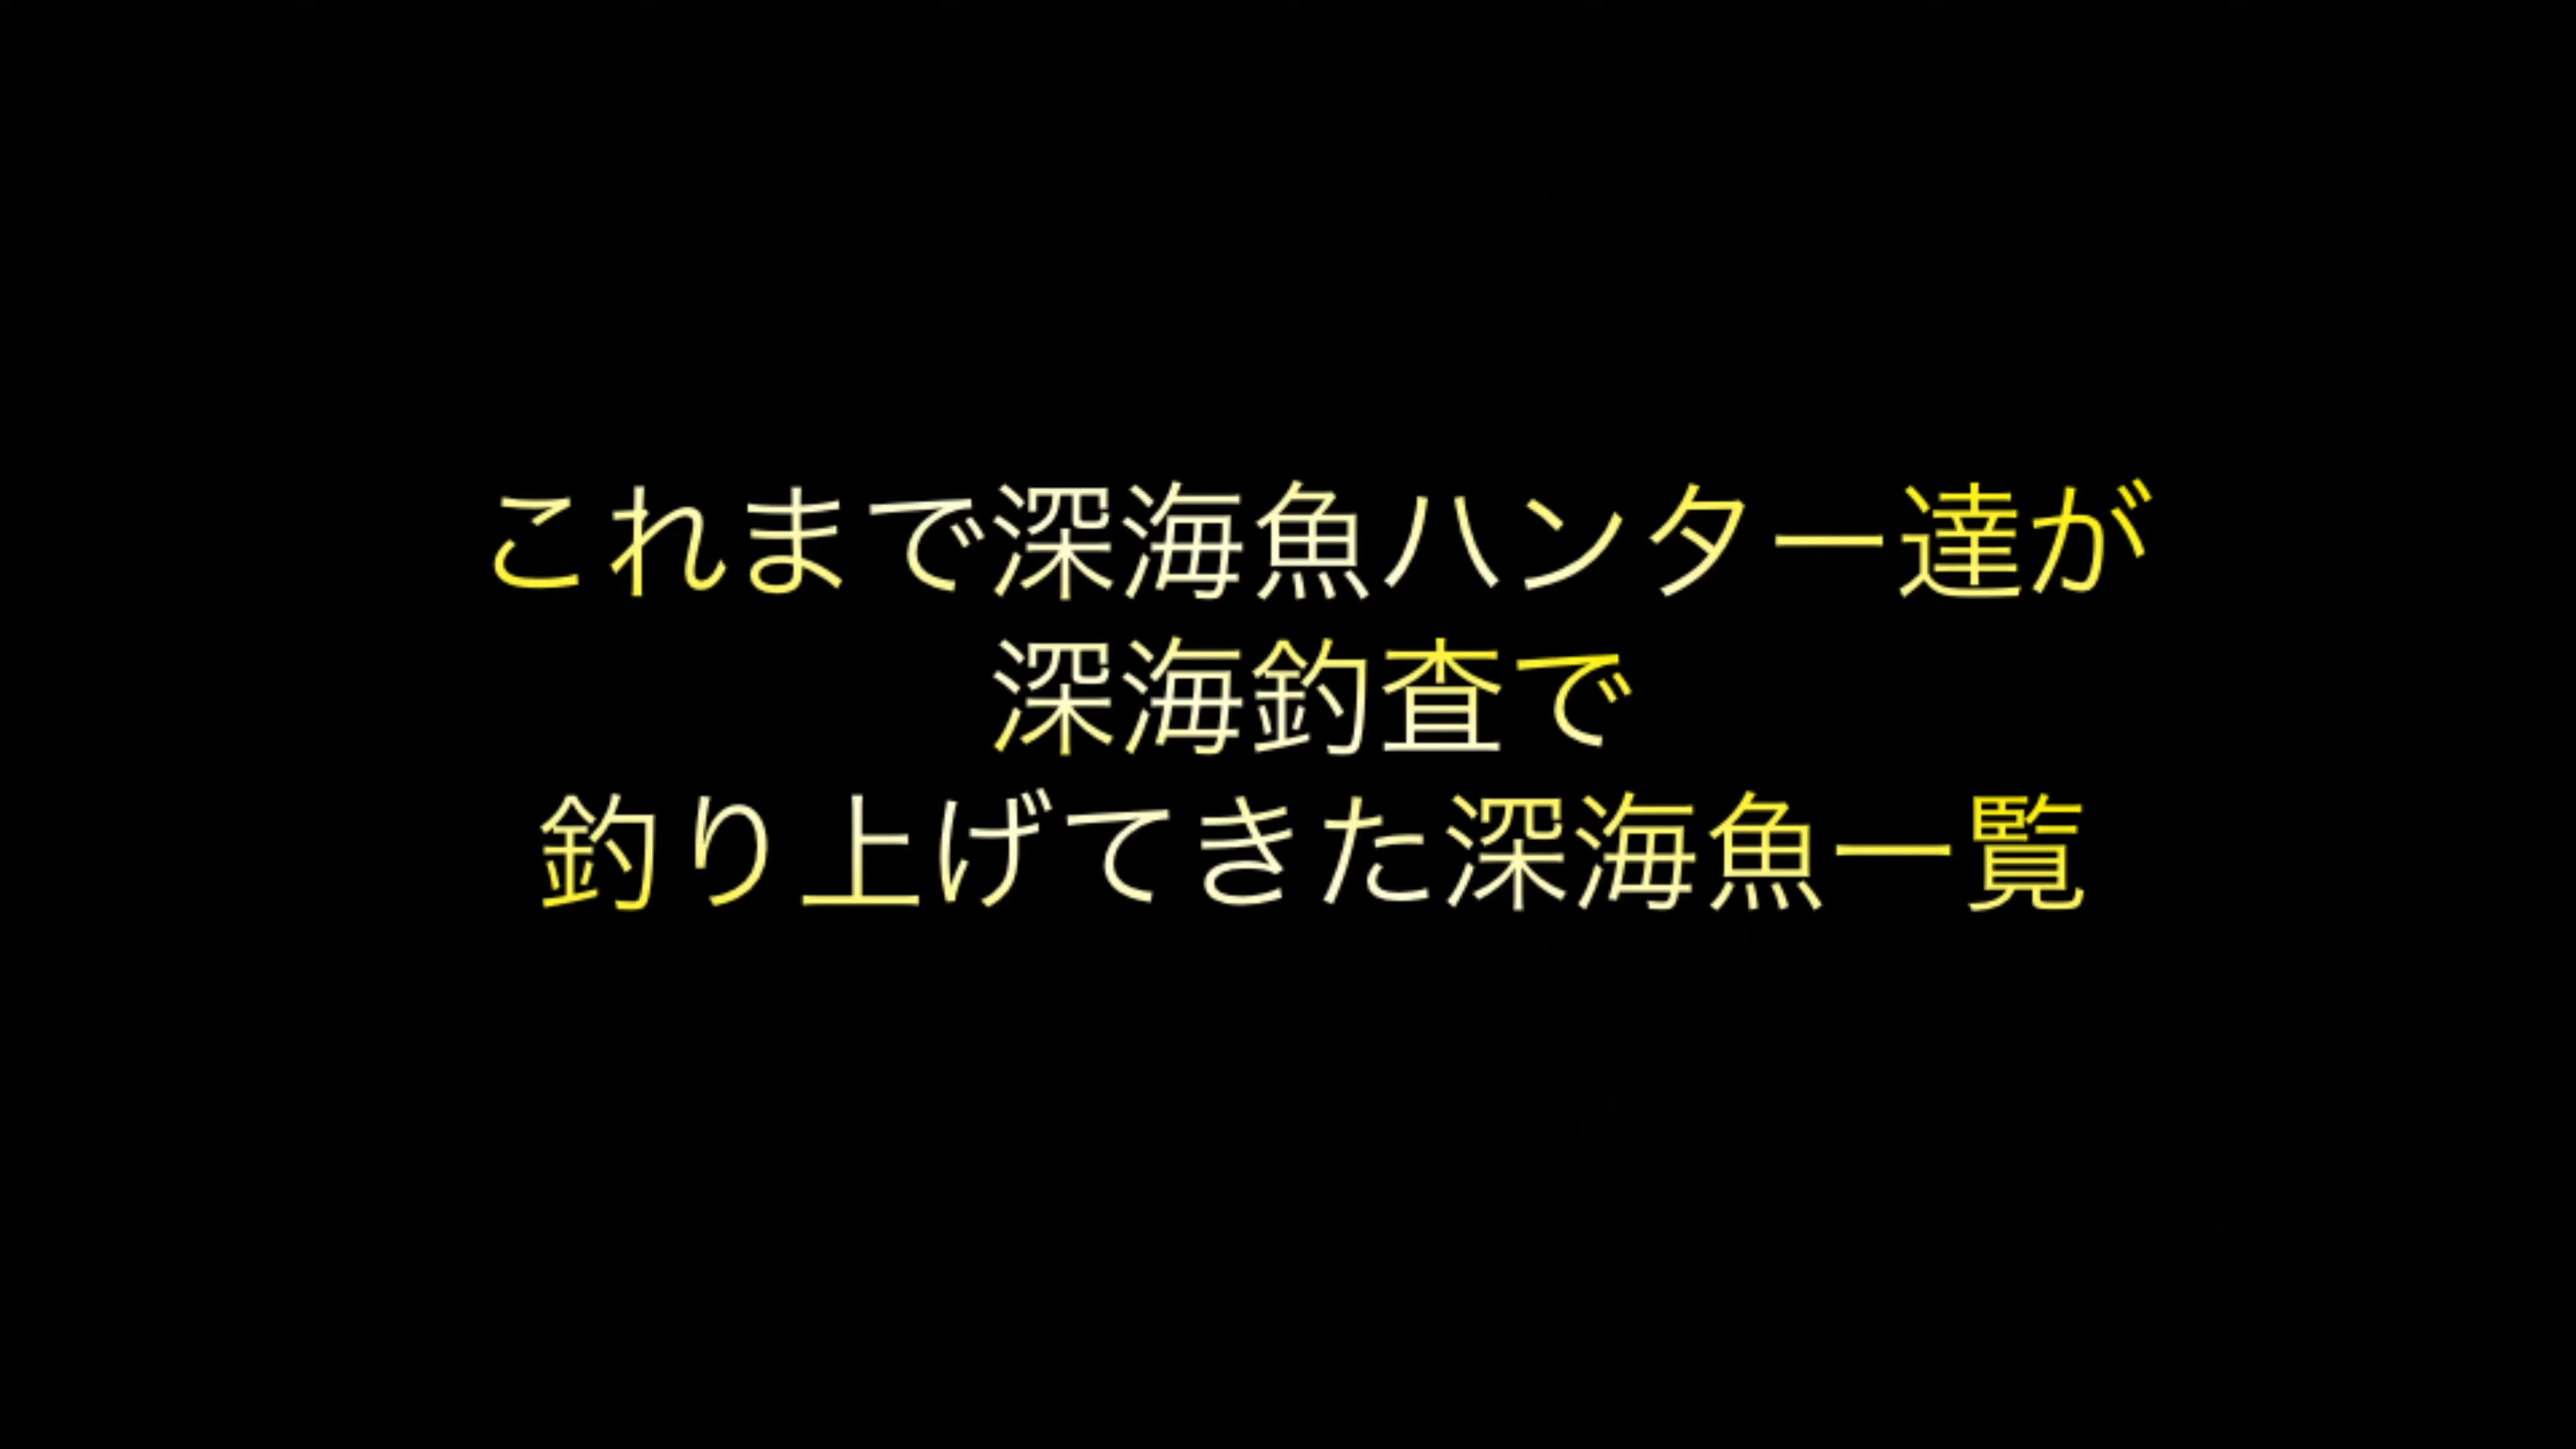 これまで深海魚ハンター達が
深海釣査で
釣り上げてきた深海魚一覧